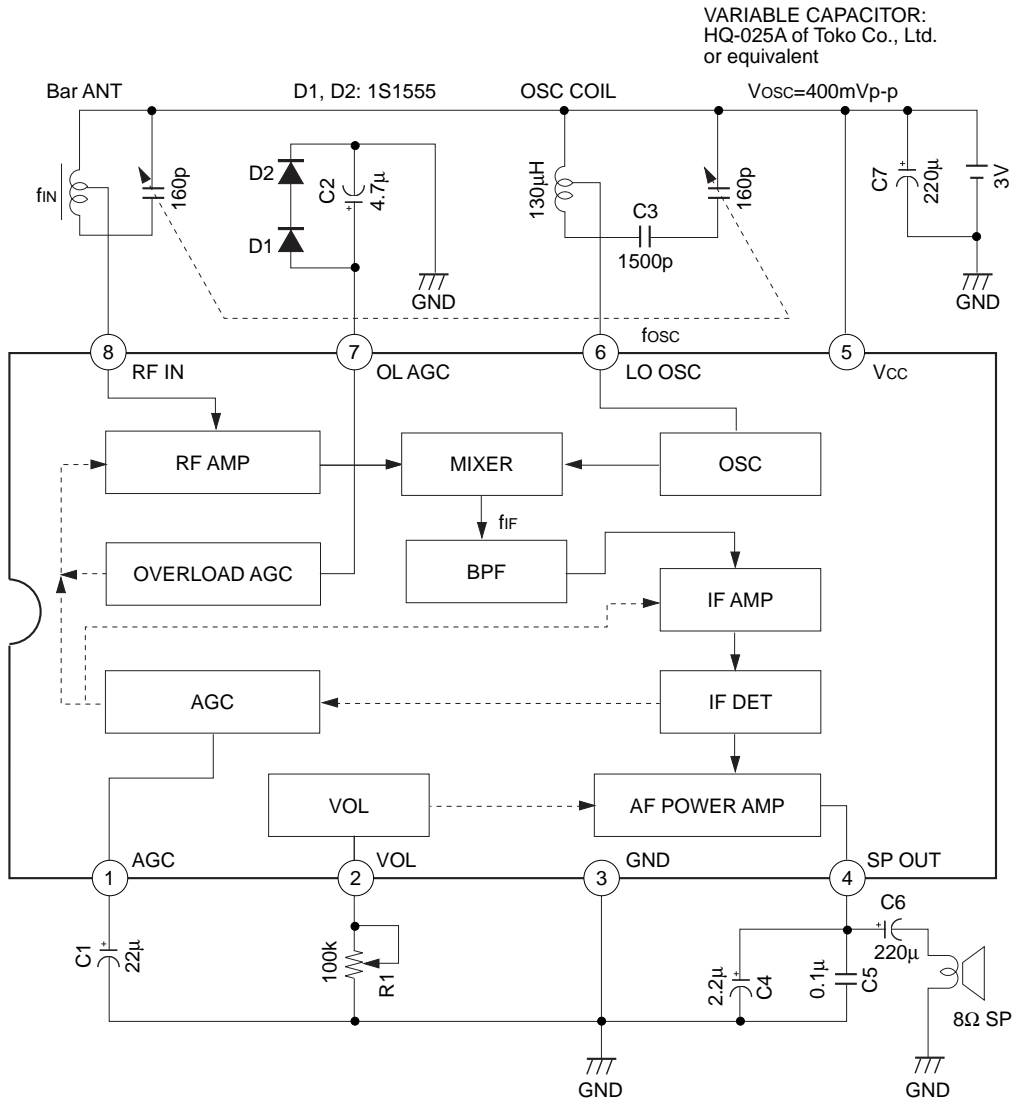 VARIABLE CAPACITOR:
HQ-025A of Toko Co., Ltd.
or equivalent
Bar ANT
D1, D2: 1S1555
OSC COIL
VOSC=400mVp-p
fIN
160p
D2
D1
C2
4.7μ
GND
130μH
C3
1500p
160p
C7
220μ
3V
GND
8
RF IN
7
OL AGC
fOSC
6
LO OSC
5
VCC
RF AMP
MIXER
OSC
fIF
OVERLOAD AGC
BPF
IF AMP
AGC
IF DET
VOL
AF POWER AMP
AGC
1
VOL
2
GND
3
SP OUT
4
C1
22μ
100k
R1
GND
2.2μ
C4
0.1μ
C5
C6
220μ
8Ω SP
GND